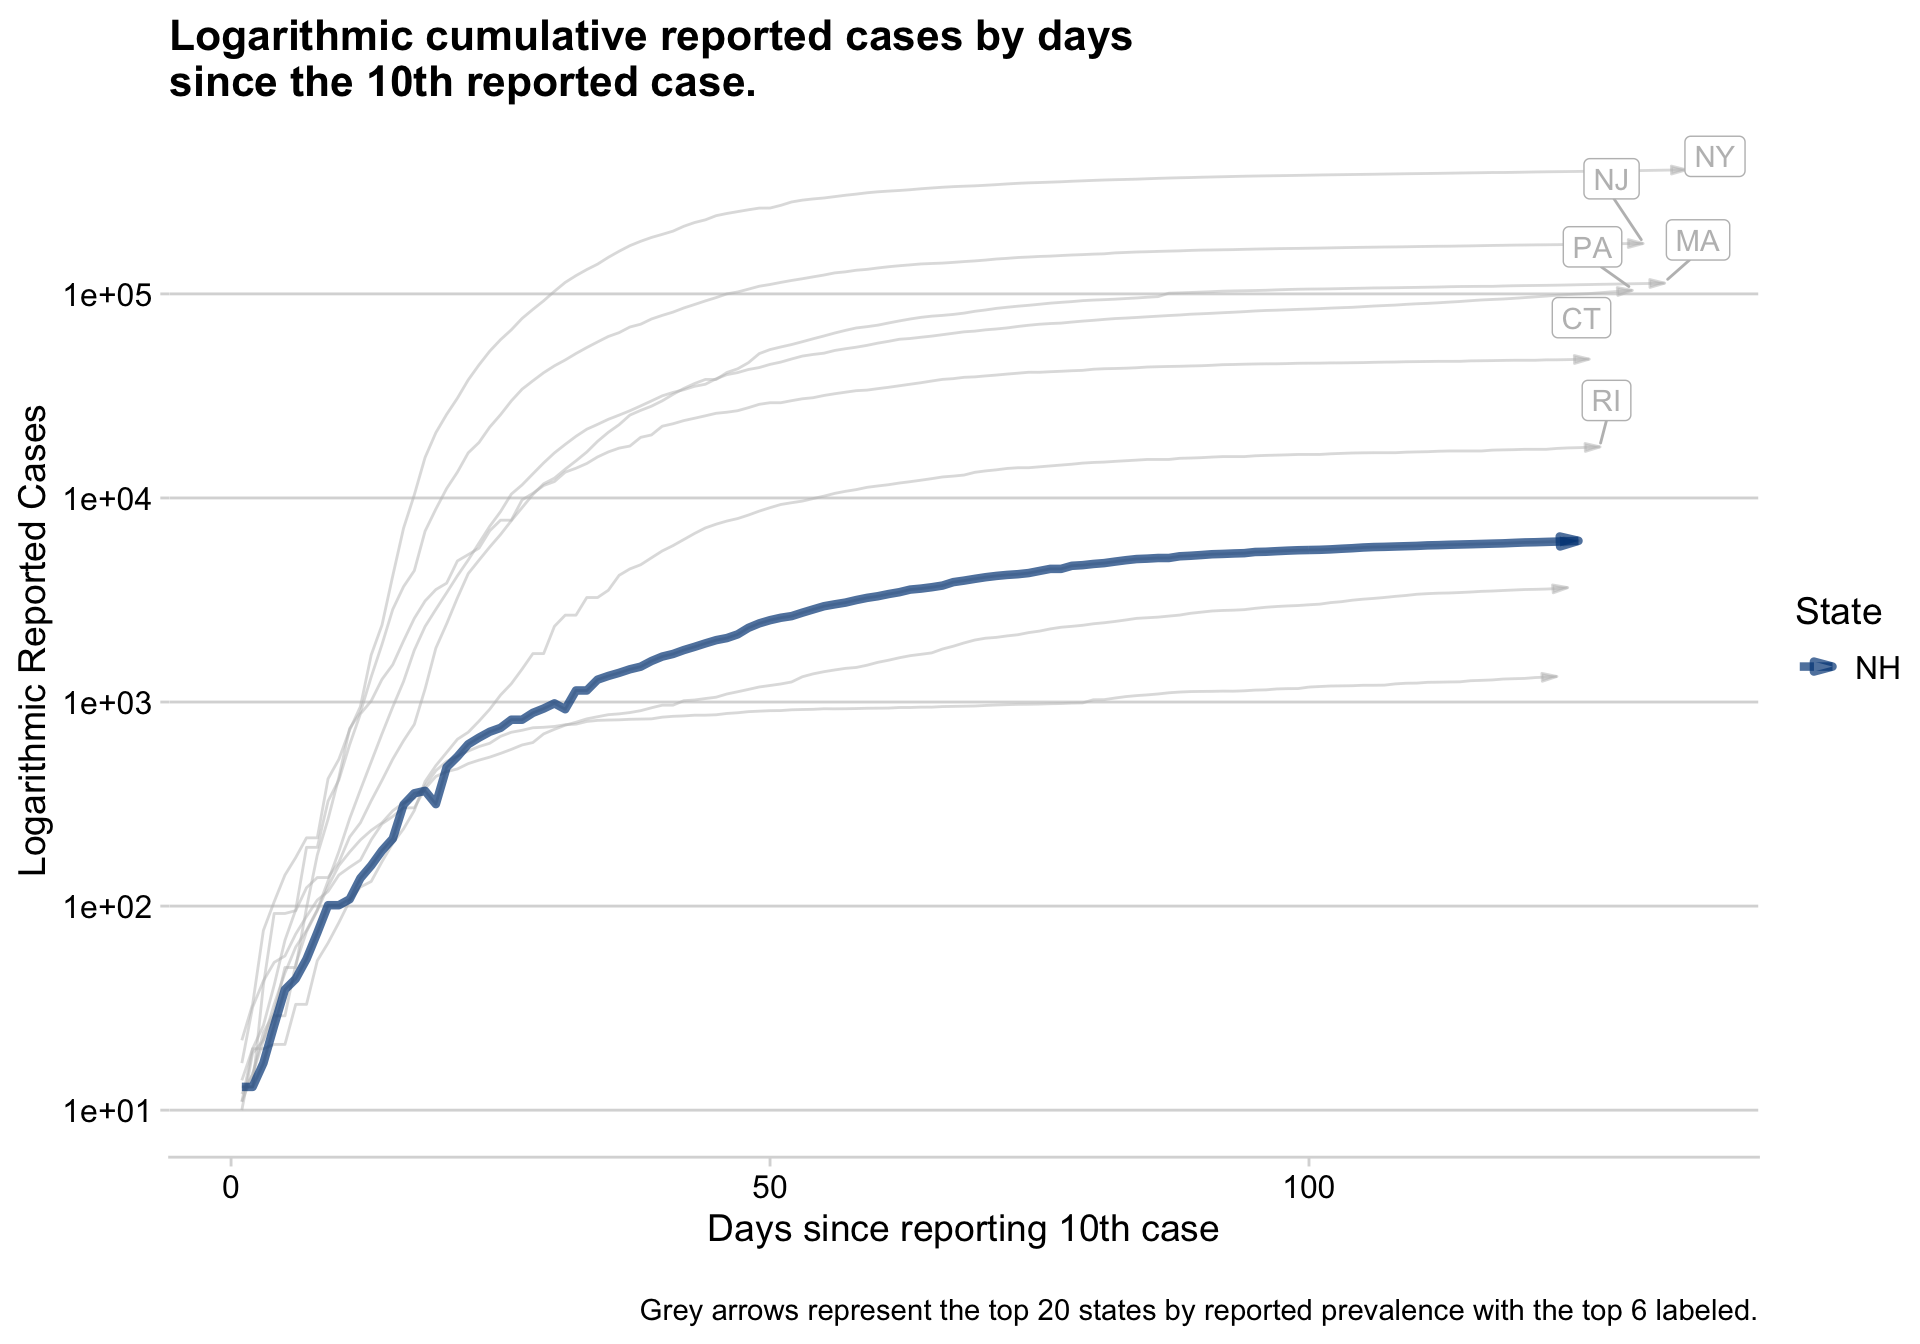 Logarithmic cumulative reported cases by days
since the 10th reported case.
NY
NJ
MA
PA
CT
RI
1e+05
1e+04
1e+03
1e+02
1e+01
Logarithmic Reported Cases
State
NH
0 50 100
Days since reporting 10th case
Grey arrows represent the top 20 states by reported prevalence with the top 6 labeled.